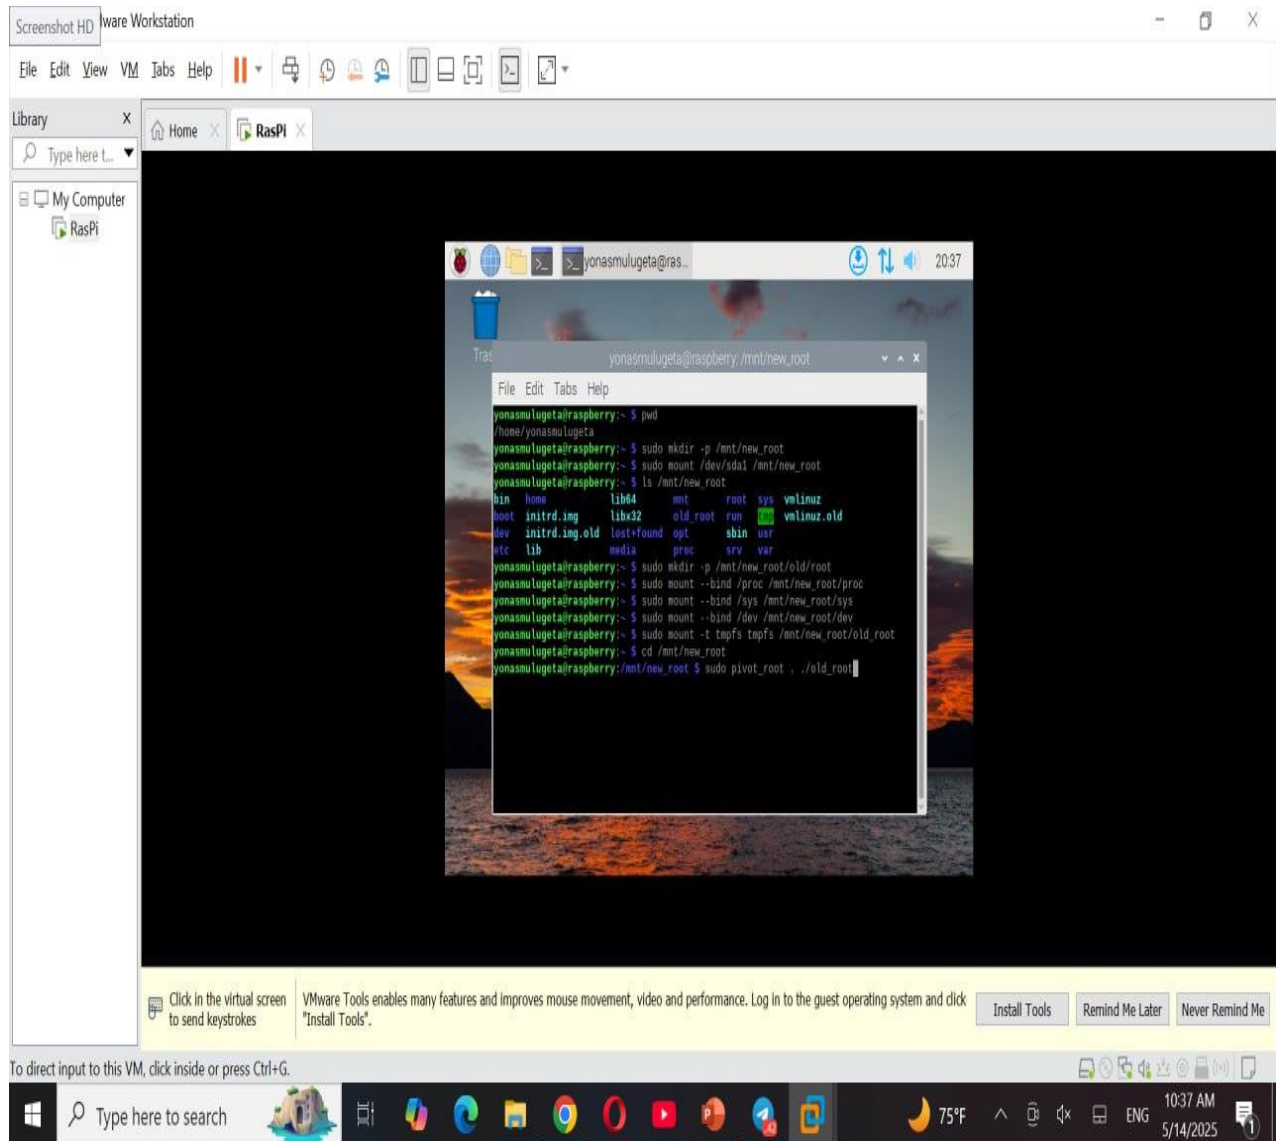 Screenshot HD
ware Workstation
File Edit View VM Tabs Help
Library X
Home
RasPi
Type here t...
My Computer
RasPi
yonasmulugeta@ras...
20:37
Tras
yonasmulugeta@raspberry: /mnt/new_root
File Edit Tabs Help
yonasmulugeta@raspberry:~ $ pwd
/home/yonasmulugeta
yonasmulugeta@raspberry:~ $ sudo mkdir -p /mnt/new_root
yonasmulugeta@raspberry:~ $ sudo mount /dev/sda1 /mnt/new_root
yonasmulugeta@raspberry:~ $ ls /mnt/new_root
bin home lib64 mnt root sys vmlinuz
boot initrd.img libx32 old_root run tmp vmlinuz.old
dev initrd.img.old lost+found opt sbin usr
etc lib media proc srv var
yonasmulugeta@raspberry:~ $ sudo mkdir -p /mnt/new_root/old/root
yonasmulugeta@raspberry:~ $ sudo mount --bind /proc /mnt/new_root/proc
yonasmulugeta@raspberry:~ $ sudo mount --bind /sys /mnt/new_root/sys
yonasmulugeta@raspberry:~ $ sudo mount --bind /dev /mnt/new_root/dev
yonasmulugeta@raspberry:~ $ sudo mount -t tmpfs tmpfs /mnt/new_root/old_root
yonasmulugeta@raspberry:~ $ cd /mnt/new_root
yonasmulugeta@raspberry:/mnt/new_root $ sudo pivot_root . ./old_root
Click in the virtual screen
to send keystrokes
VMware Tools enables many features and improves mouse movement, video and performance. Log in to the guest operating system and click
"Install Tools".
Install Tools
Remind Me Later
Never Remind Me
To direct input to this VM, click inside or press Ctrl+G.
Type here to search
75°F
ENG
10:37 AM
5/14/2025
1